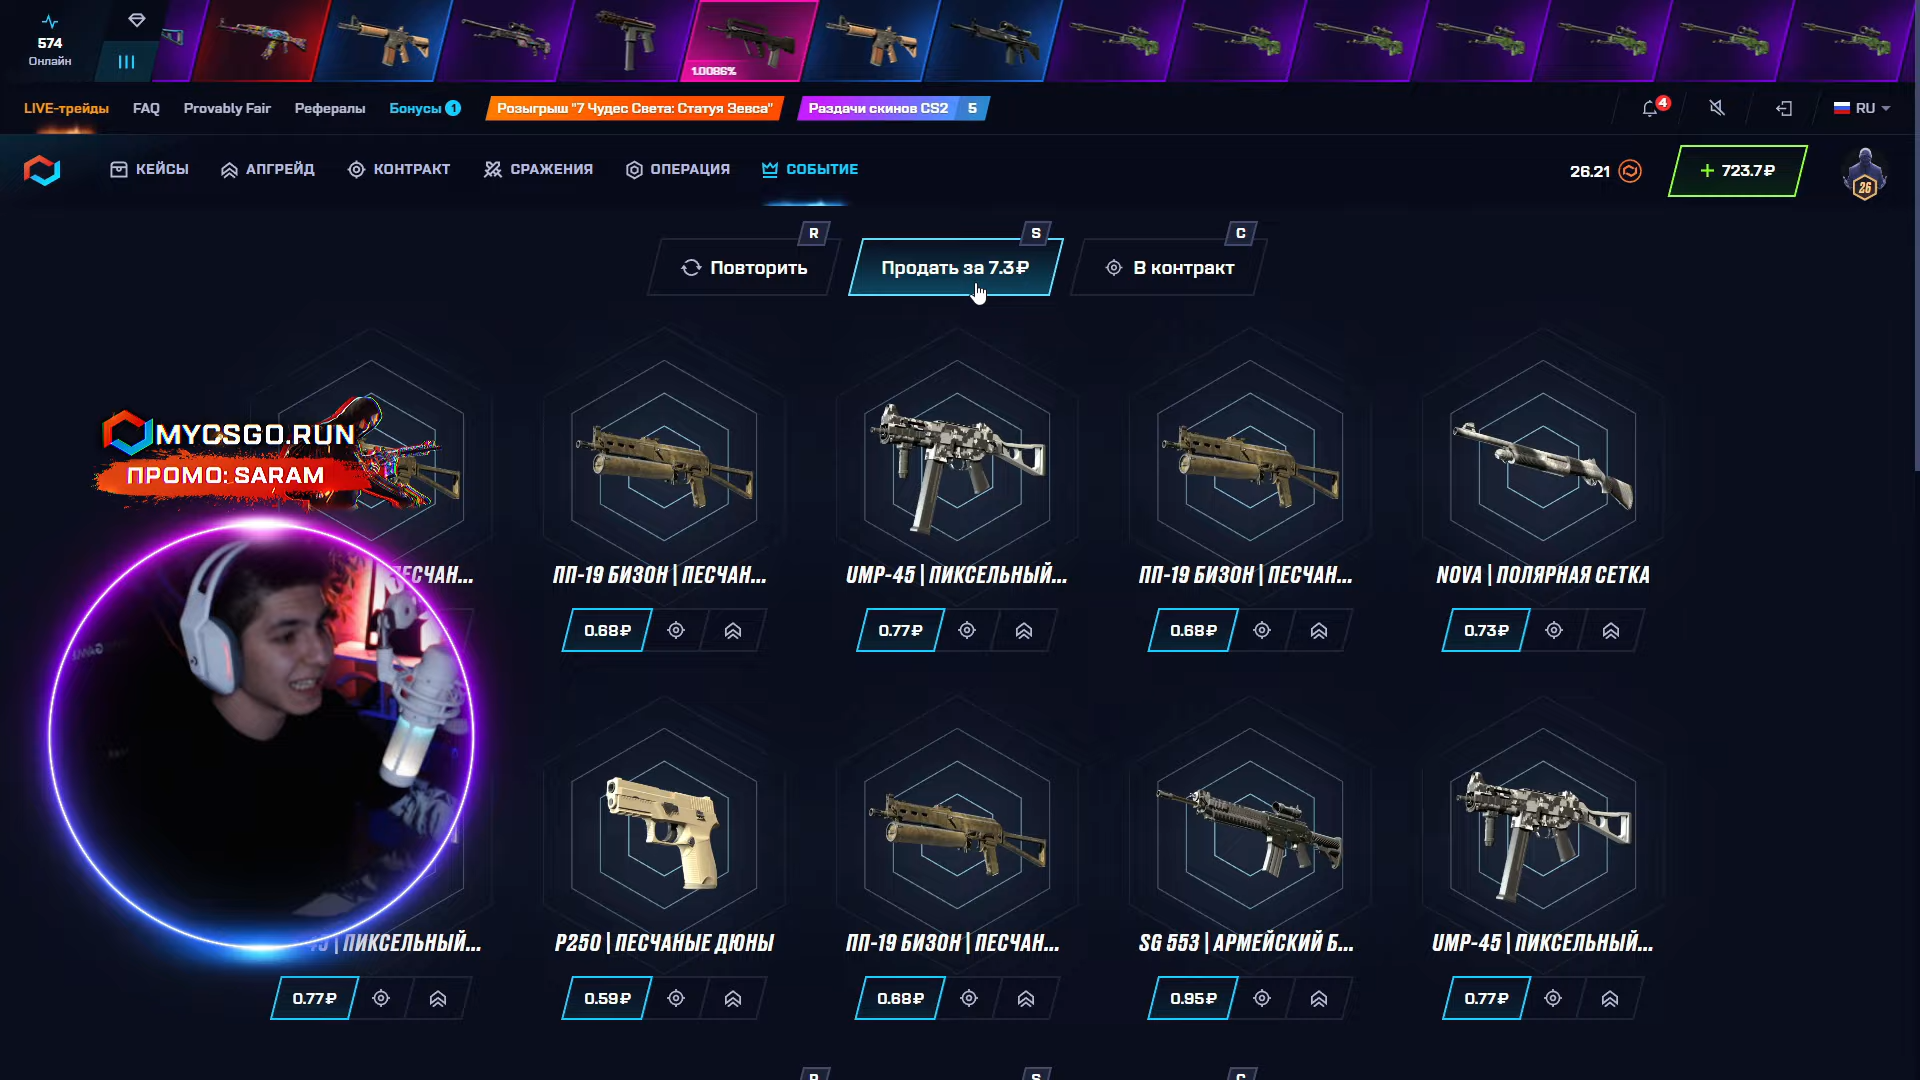 574
Онлайн
1.0086%
LIVE-трейды
FAQ
Provably Fair
Рефералы
Бонусы 1
Розыгрыш "7 Чудес Света: Статуя Зевса"
Раздачи скинов CS2 5
4
RU
КЕЙСЫ
АПГРЕЙД
КОНТРАКТ
СРАЖЕНИЯ
ОПЕРАЦИЯ
СОБЫТИЕ
26.21
+ 723.7₽
26
R
S
C
Повторить
Продать за 7.3₽
В контракт
MYCSGO.RUN
ПРОМО: SARAM
ПЕСЧАН...
ПП-19 БИЗОН | ПЕСЧАН...
UMP-45 | ПИКСЕЛЬНЫЙ...
ПП-19 БИЗОН | ПЕСЧАН...
NOVA | ПОЛЯРНАЯ СЕТКА
0.68₽
0.77₽
0.68₽
0.73₽
45 | ПИКСЕЛЬНЫЙ...
P250 | ПЕСЧАНЫЕ ДЮНЫ
ПП-19 БИЗОН | ПЕСЧАН...
SG 553 | АРМЕЙСКИЙ Б...
UMP-45 | ПИКСЕЛЬНЫЙ...
0.77₽
0.59₽
0.68₽
0.95₽
0.77₽
R
S
C